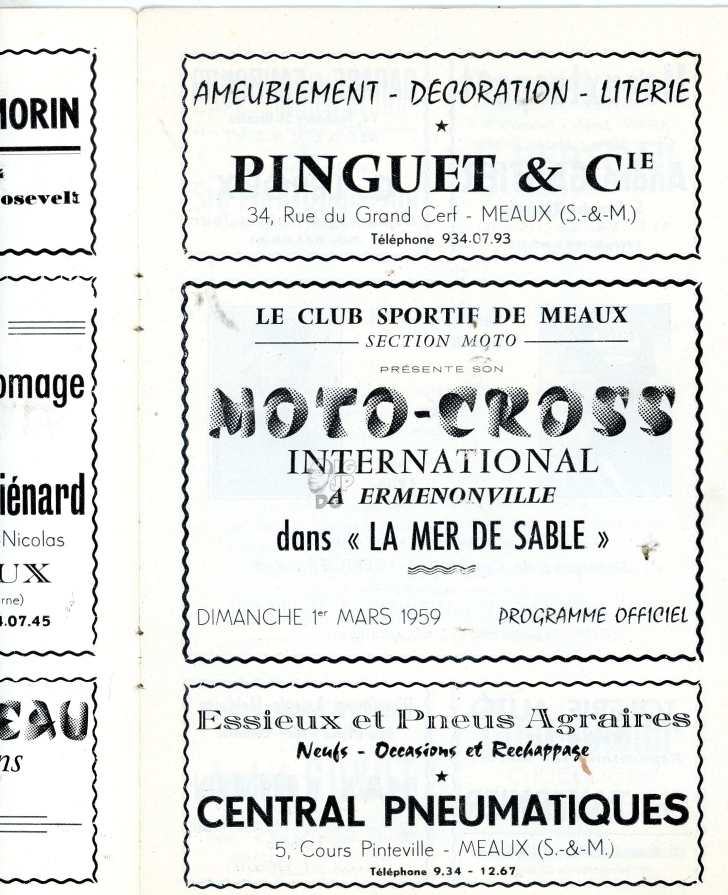 MORIN
osevelt
omage
iénard
-Nicolas
UX
rne)
.07.45
EAU
ns
AMEUBLEMENT - DÉCORATION - LITERIE
PINGUET & CIE
34, Rue du Grand Cerf - MEAUX (S.-&-M.)
Téléphone 934.07.93
LE CLUB SPORTIF DE MEAUX
SECTION MOTO
PRÉSENTE SON
MOTO-CROSS
INTERNATIONAL
A ERMENONVILLE
dans « LA MER DE SABLE »
DIMANCHE 1er MARS 1959 PROGRAMME OFFICIEL
Essieux et Pneus Agraires
Neufs - Occasions et Rechappage
CENTRAL PNEUMATIQUES
5, Cours Pinteville - MEAUX (S.-&-M.)
Téléphone 9.34 - 12.67